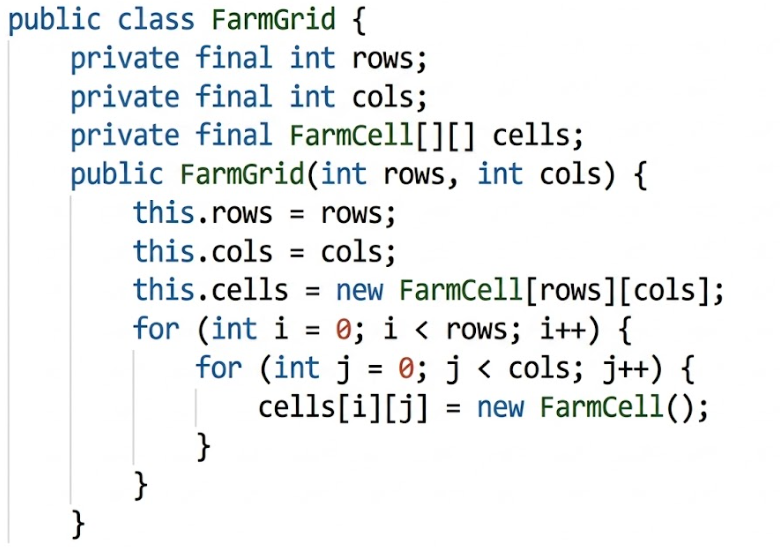 public class FarmGrid {
    private final int rows;
    private final int cols;
    private final FarmCell[][] cells;
    public FarmGrid(int rows, int cols) {
        this.rows = rows;
        this.cols = cols;
        this.cells = new FarmCell[rows][cols];
        for (int i = 0; i < rows; i++) {
            for (int j = 0; j < cols; j++) {
                cells[i][j] = new FarmCell();
            }
        }
    }